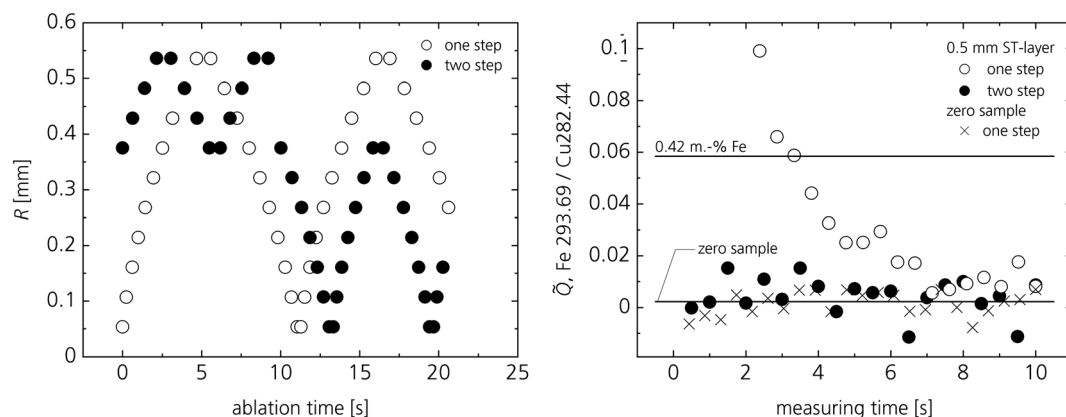 0.6
0.5
0.4
0.3
0.2
0.1
0
R [mm]
one step
two step
0 5 10 15 20 25
ablation time [s]
0.1
0.08
0.06
0.04
0.02
0
Q̃, Fe 293.69 / Cu282.44
0.5 mm ST-layer
one step
two step
zero sample
one step
0.42 m.-% Fe
zero sample
0 2 4 6 8 10
measuring time [s]